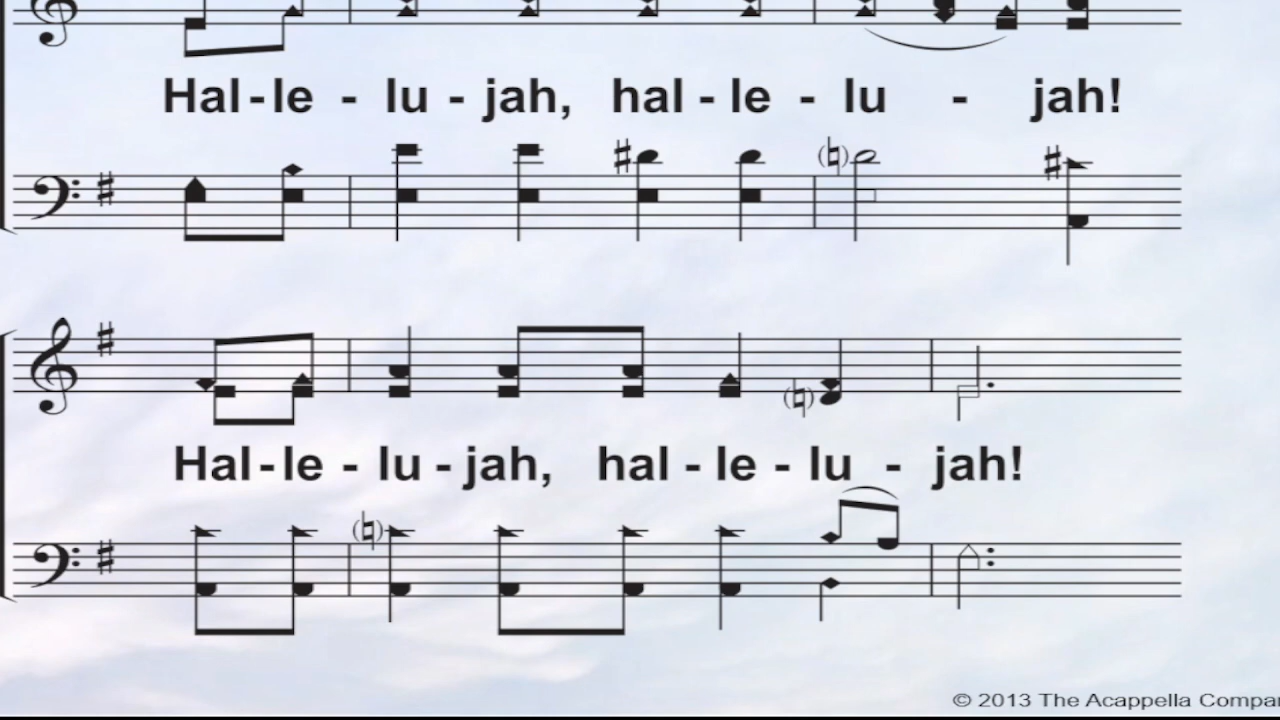 Hal - le - lu - jah, hal - le - lu - jah!
Hal - le - lu - jah, hal - le - lu - jah!
© 2013 The Acappella Compa